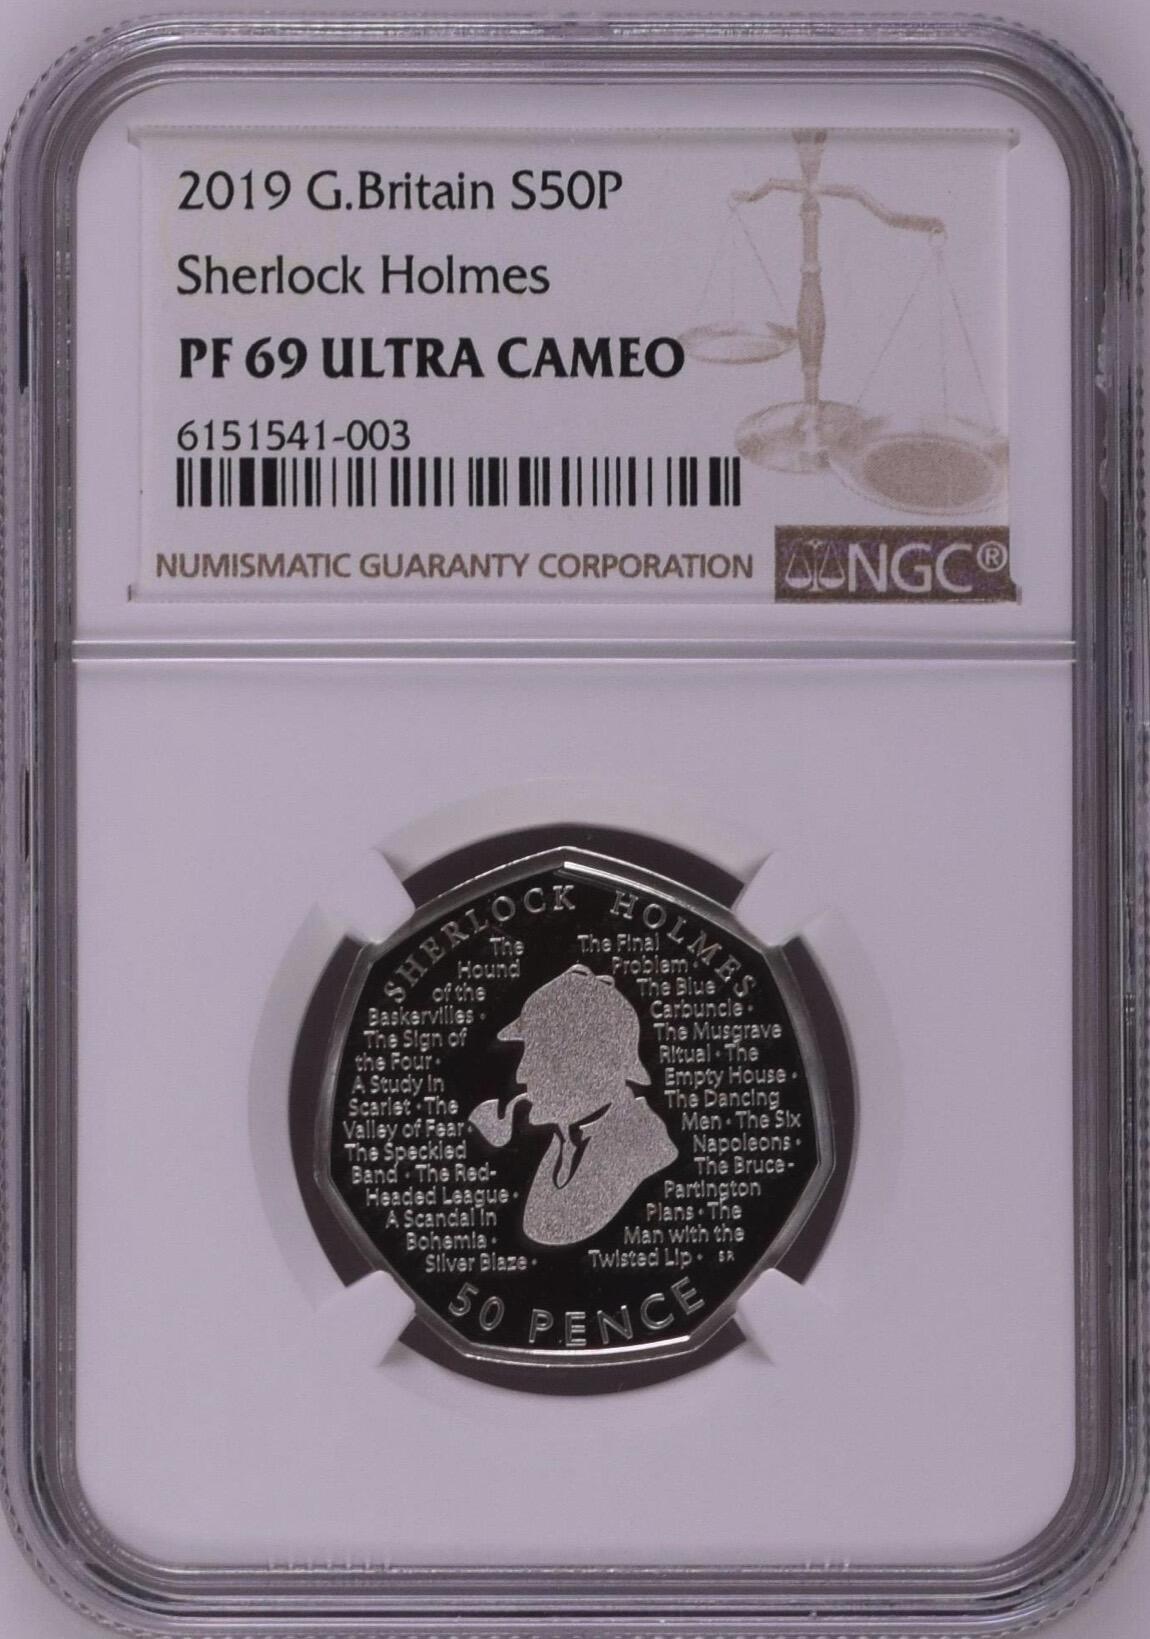 2019 G.Britain S50P
Sherlock Holmes
PF 69 ULTRA CAMEO
6151541-003
NUMISMATIC GUARANTY CORPORATION
NGC®
SHERLOCK HOLMES
The
Hound
of the
Baskervilles •
The Sign of
the Four •
A Study in
Scarlet • The
Valley of Fear •
The Speckled
Band • The Red-
Headed League •
A Scandal in
Bohemia •
Silver Blaze •
The Final
Problem •
The Blue
Carbuncle •
The Musgrave
Ritual • The
Empty House •
The Dancing
Men • The Six
Napoleons •
The Bruce-
Partington
Plans • The
Man with the
Twisted Lip •
SR
50 PENCE